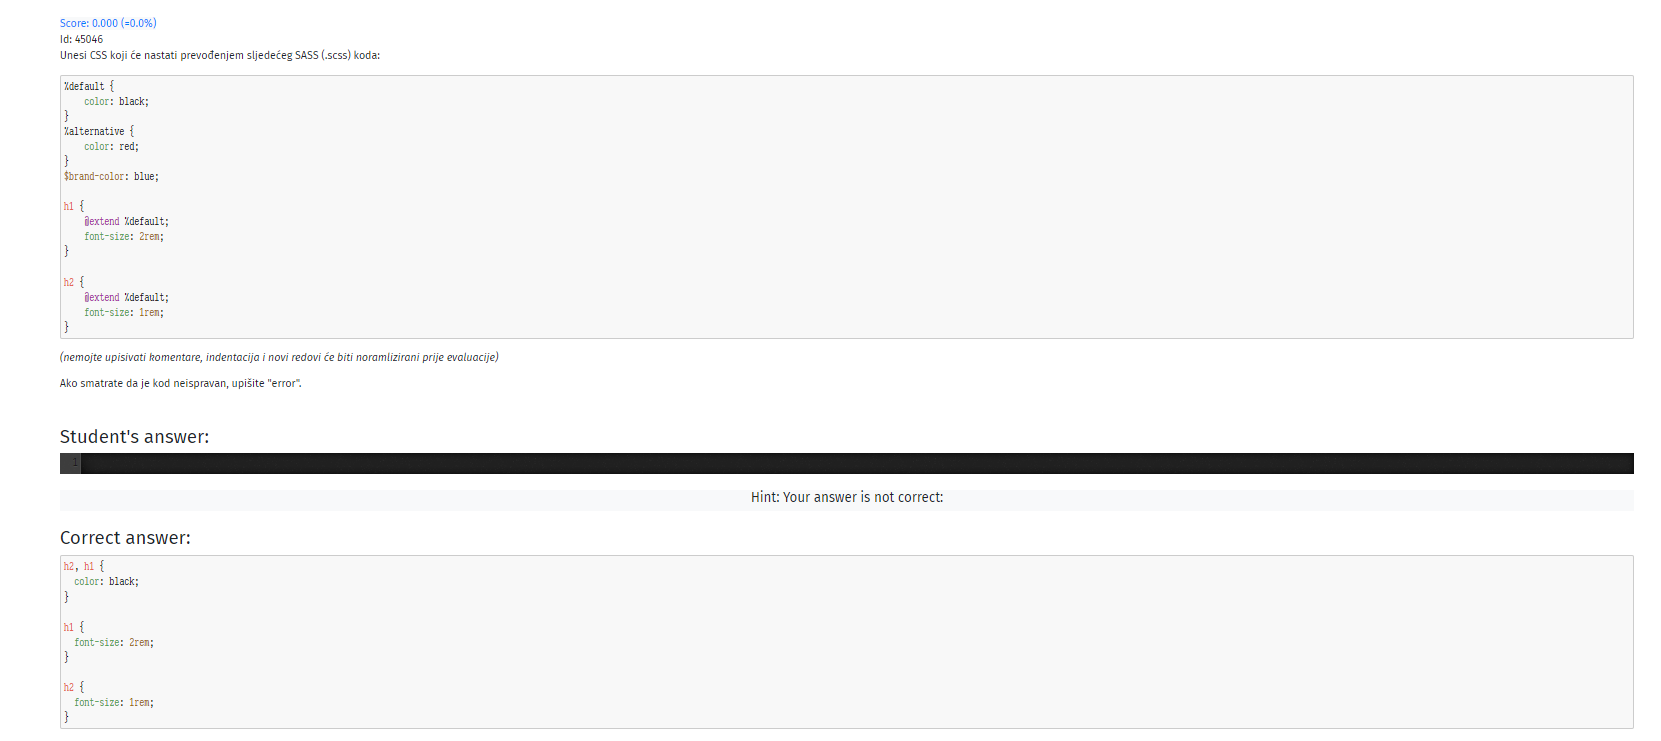 Score: 0.000 (=0.0%)
Id: 45046
Unesi CSS koji će nastati prevođenjem sljedećeg SASS (.scss) koda:
%default {
    color: black;
}
%alternative {
    color: red;
}
$brand-color: blue;

h1 {
    @extend %default;
    font-size: 2rem;
}

h2 {
    @extend %default;
    font-size: 1rem;
}
(nemojte upisivati komentare, indentacija i novi redovi će biti noramlizirani prije evaluacije)
Ako smatrate da je kod neispravan, upišite "error".
Student's answer:
1
Hint: Your answer is not correct:
Correct answer:
h2, h1 {
  color: black;
}

h1 {
  font-size: 2rem;
}

h2 {
  font-size: 1rem;
}